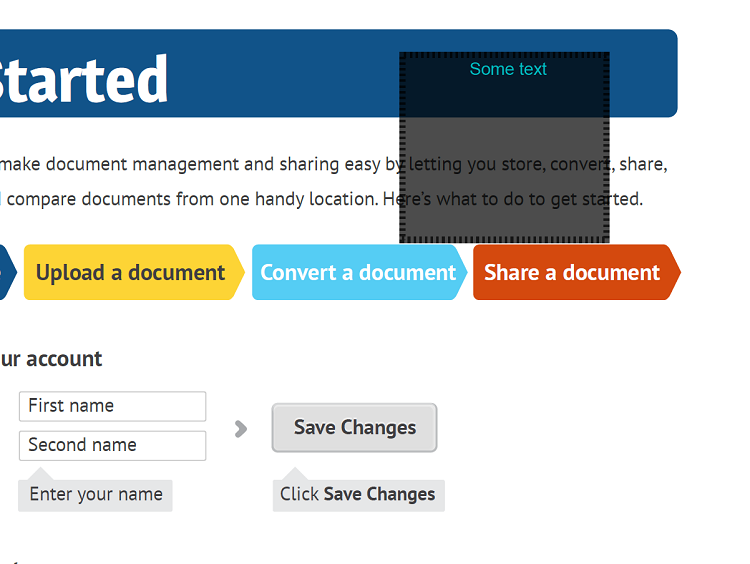 Started
Some text
make document management and sharing easy by letting you store, convert, share,
compare documents from one handy location. Here's what to do to get started.
Upload a document
Convert a document
Share a document
ur account
First name
Second name
Save Changes
Enter your name
Click Save Changes